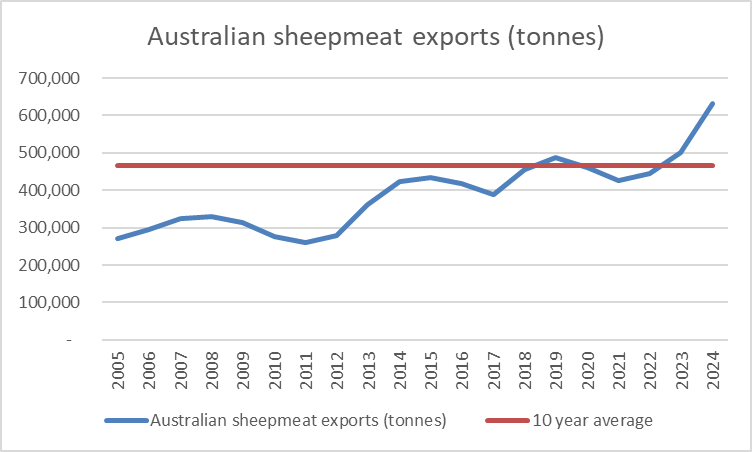 Australian sheepmeat exports (tonnes)
700,000
600,000
500,000
400,000
300,000
200,000
100,000
-
2005 2006 2007 2008 2009 2010 2011 2012 2013 2014 2015 2016 2017 2018 2019 2020 2021 2022 2023 2024
Australian sheepmeat exports (tonnes) 10 year average